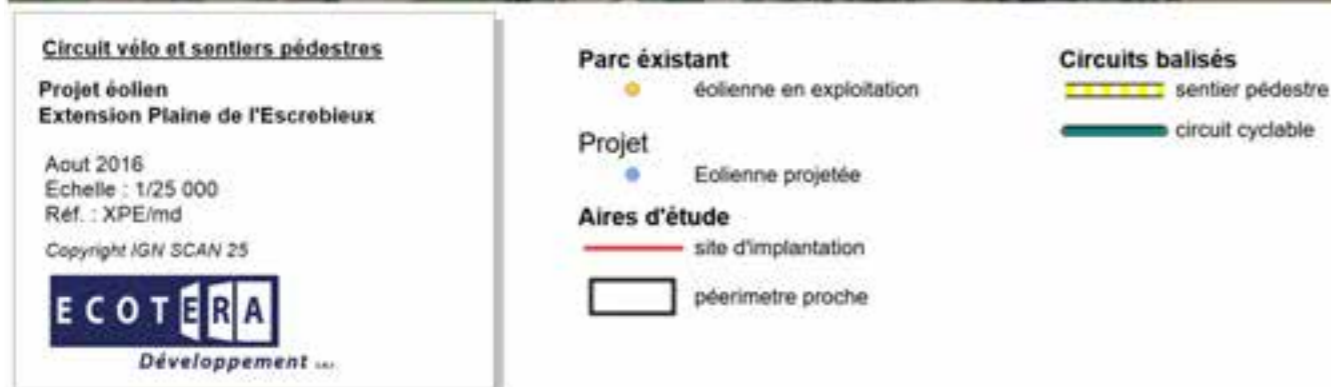 Circuit vélo et sentiers pédestres
Projet éolien
Extension Plaine de l'Escrebieux
Aout 2016
Echelle : 1/25 000
Réf. : XPE/md
Copyright IGN SCAN 25
ECOTERA
Développement
Parc éxistant
éolienne en exploitation
Projet
Eolienne projetée
Aires d'étude
site d'implantation
péerimetre proche
Circuits balisés
sentier pédestre
circuit cyclable